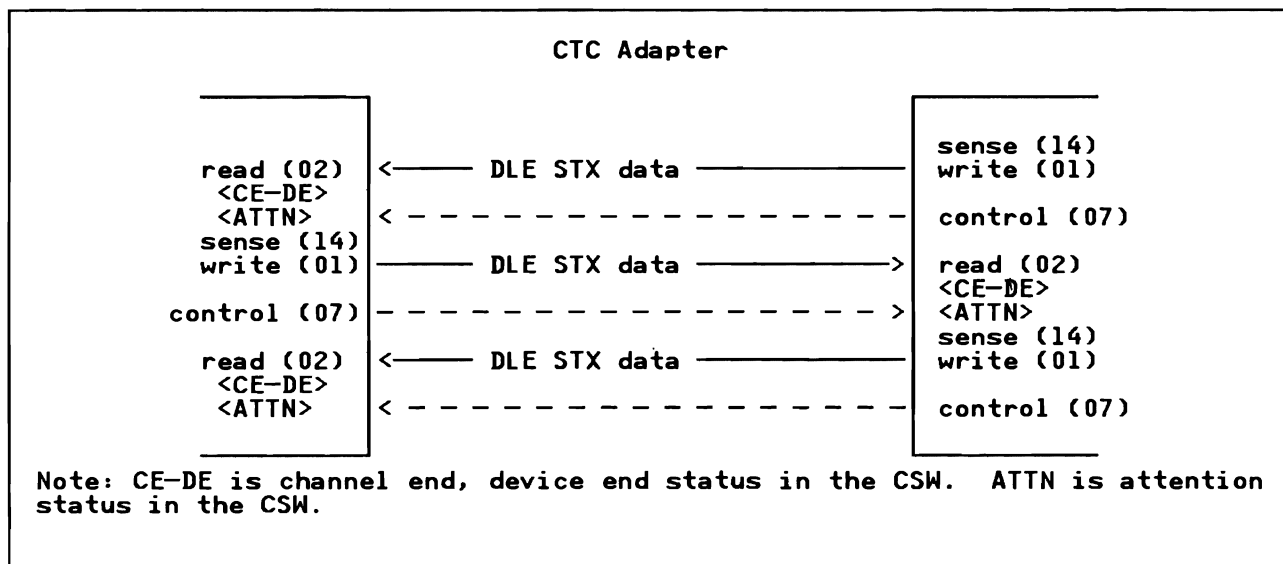 CTC Adapter
sense (14)
read (02) <—— DLE STX data —— write (01)
<CE—DE>
<ATTN> < — — — — — — — — — — — — — — — — control (07)
sense (14)
write (01) —— DLE STX data ——> read (02)
<CE—DE>
control (07) — — — — — — — — — — — — — — — — > <ATTN>
sense (14)
read (02) <—— DLE STX data —— write (01)
<CE—DE>
<ATTN> < — — — — — — — — — — — — — — — — control (07)
Note: CE—DE is channel end, device end status in the CSW. ATTN is attention
status in the CSW.